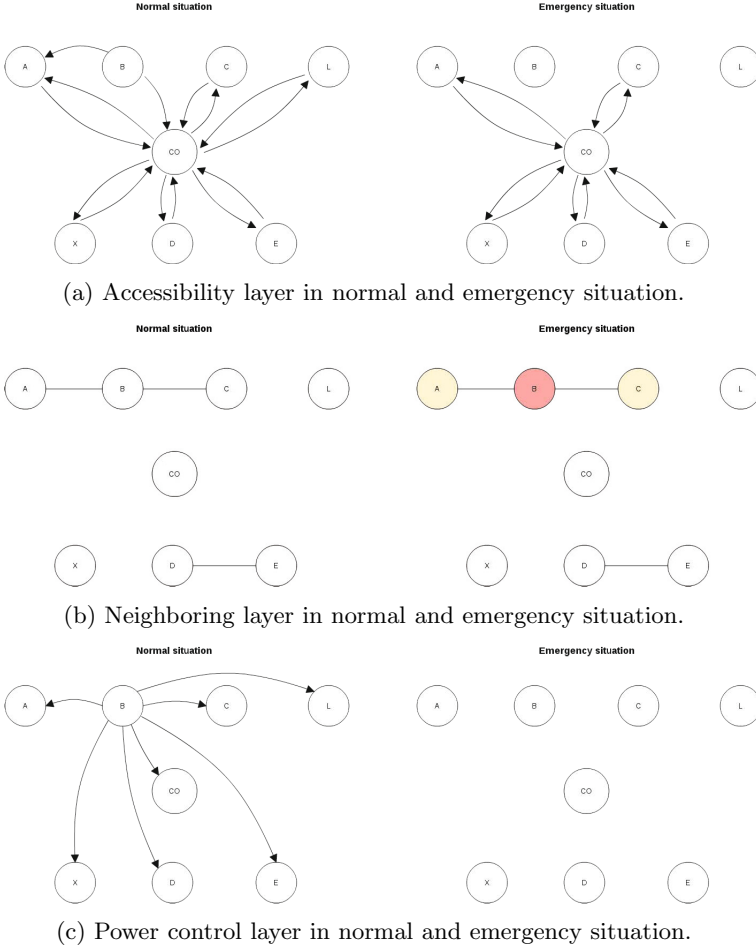 Normal situation Emergency situation
A B C L A B C L
CO CO
X D E X D E
(a) Accessibility layer in normal and emergency situation.
Normal situation Emergency situation
A B C L A B C L
CO CO
X D E X D E
(b) Neighboring layer in normal and emergency situation.
Normal situation Emergency situation
A B C L A B C L
CO CO
X D E X D E
(c) Power control layer in normal and emergency situation.